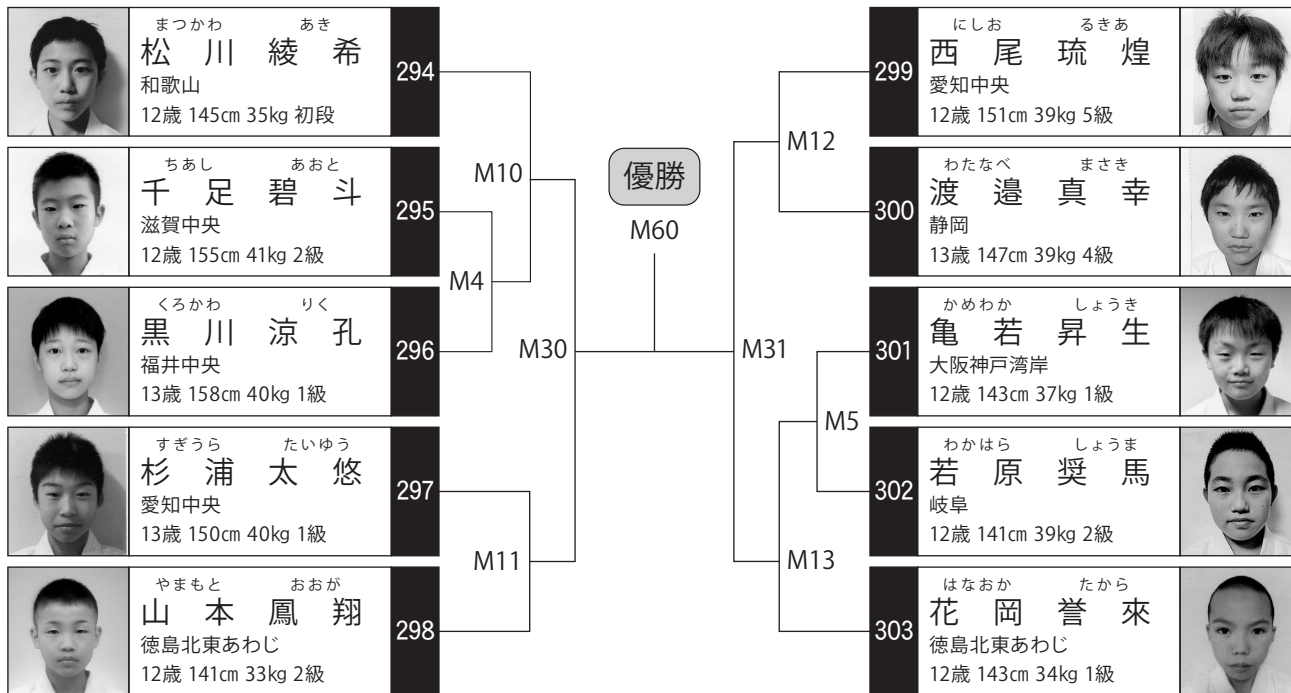 まつかわ あき
松川 綾希
和歌山
12歳 145cm 35kg 初段
294
ちあし あおと
千足 碧斗
滋賀中央
12歳 155cm 41kg 2級
295
くろかわ りく
黒川 涼孔
福井中央
13歳 158cm 40kg 1級
296
すぎうら たいゆう
杉浦 太悠
愛知中央
13歳 150cm 40kg 1級
297
やまもと おおが
山本 鳳翔
徳島北東あわじ
12歳 141cm 33kg 2級
298
M10
M4
M30
M11
優勝
M60
M12
M31
M5
M13
にしお るきあ
西尾 琉煌
愛知中央
12歳 151cm 39kg 5級
299
わたなべ まさき
渡邉 真幸
静岡
13歳 147cm 39kg 4級
300
かめわか しょうき
亀若 昇生
大阪神戸湾岸
12歳 143cm 37kg 1級
301
わかはら しょうま
若原 奨馬
岐阜
12歳 141cm 39kg 2級
302
はなおか たから
花岡 誉來
徳島北東あわじ
12歳 143cm 34kg 1級
303